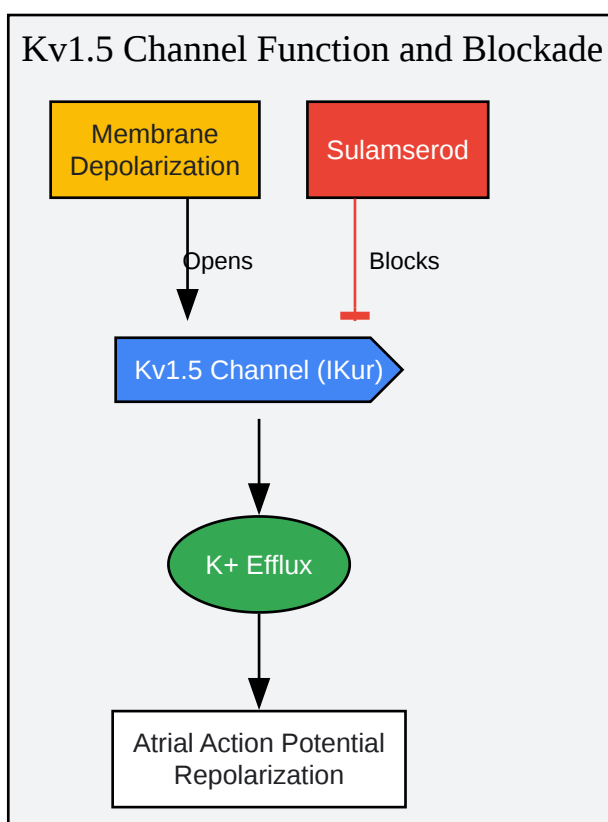 Kv1.5 Channel Function and Blockade
Membrane
Depolarization
Sulamserod
Opens
Blocks
Kv1.5 Channel (IKur)
K+ Efflux
Atrial Action Potential
Repolarization